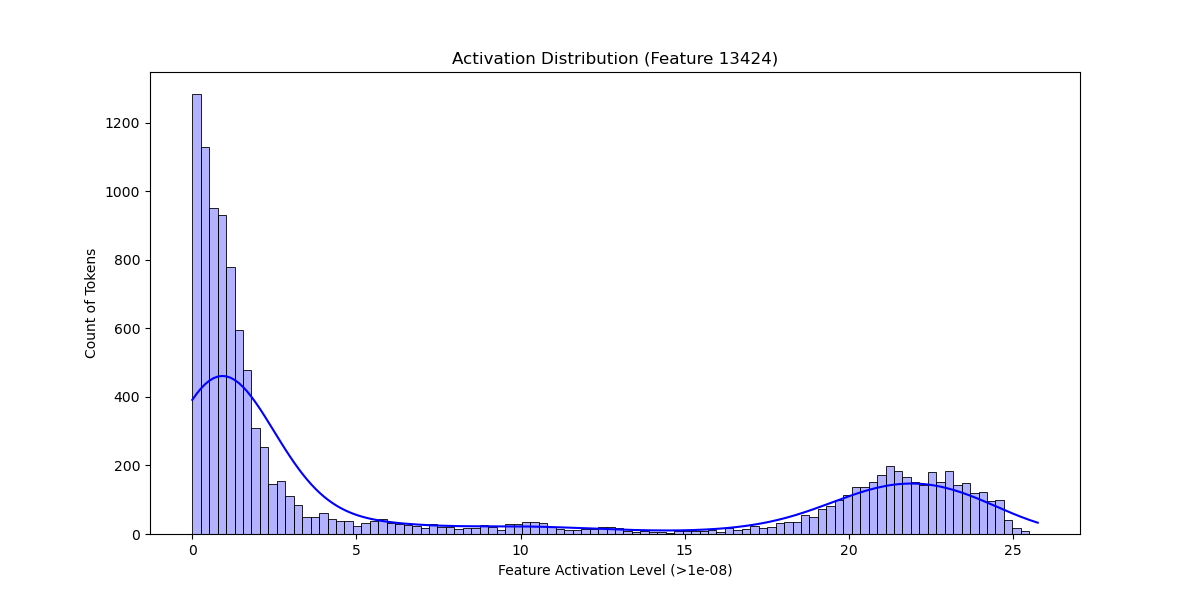 Activation Distribution (Feature 13424)
1200
1000
800
600
400
200
0
Count of Tokens
0 5 10 15 20 25
Feature Activation Level (>1e-08)